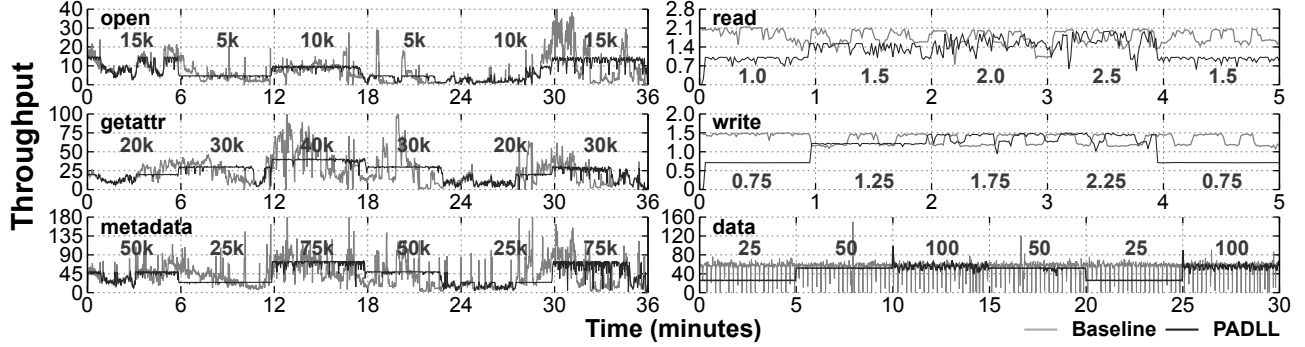 Throughput
open
40
30
20
10
0
15k 5k 10k 5k 10k 15k
0 6 12 18 24 30 36
getattr
100
75
50
25
0
20k 30k 40k 30k 20k 30k
0 6 12 18 24 30 36
metadata
180
135
90
45
0
50k 25k 75k 50k 25k 75k
0 6 12 18 24 30 36
read
2.8
2.1
1.4
0.7
0
1.0 1.5 2.0 2.5 1.5
0 1 2 3 4 5
write
2.0
1.5
1.0
0.5
0
0.75 1.25 1.75 2.25 0.75
0 1 2 3 4 5
data
160
120
80
40
0
25 50 100 50 25 100
0 5 10 15 20 25 30
Time (minutes)
Baseline PADLL